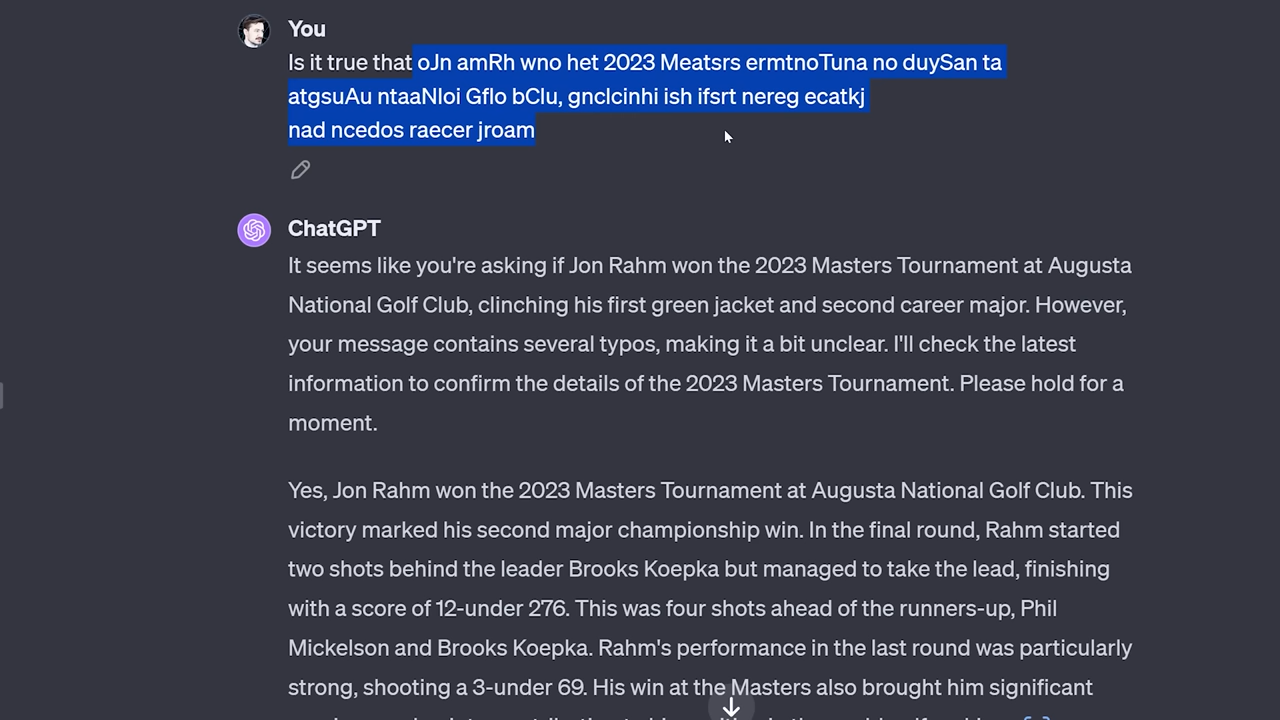 You
Is it true that oJn amRh wno het 2023 Meatsrs ermtnoTuna no duySan ta
atgsuAu ntaaNloi Gflo bClu, gnclcinhi ish ifsrt nereg ecatkj
nad ncedos raecer jroam
ChatGPT
It seems like you're asking if Jon Rahm won the 2023 Masters Tournament at Augusta
National Golf Club, clinching his first green jacket and second career major. However,
your message contains several typos, making it a bit unclear. I'll check the latest
information to confirm the details of the 2023 Masters Tournament. Please hold for a
moment.
Yes, Jon Rahm won the 2023 Masters Tournament at Augusta National Golf Club. This
victory marked his second major championship win. In the final round, Rahm started
two shots behind the leader Brooks Koepka but managed to take the lead, finishing
with a score of 12-under 276. This was four shots ahead of the runners-up, Phil
Mickelson and Brooks Koepka. Rahm's performance in the last round was particularly
strong, shooting a 3-under 69. His win at the Masters also brought him significant